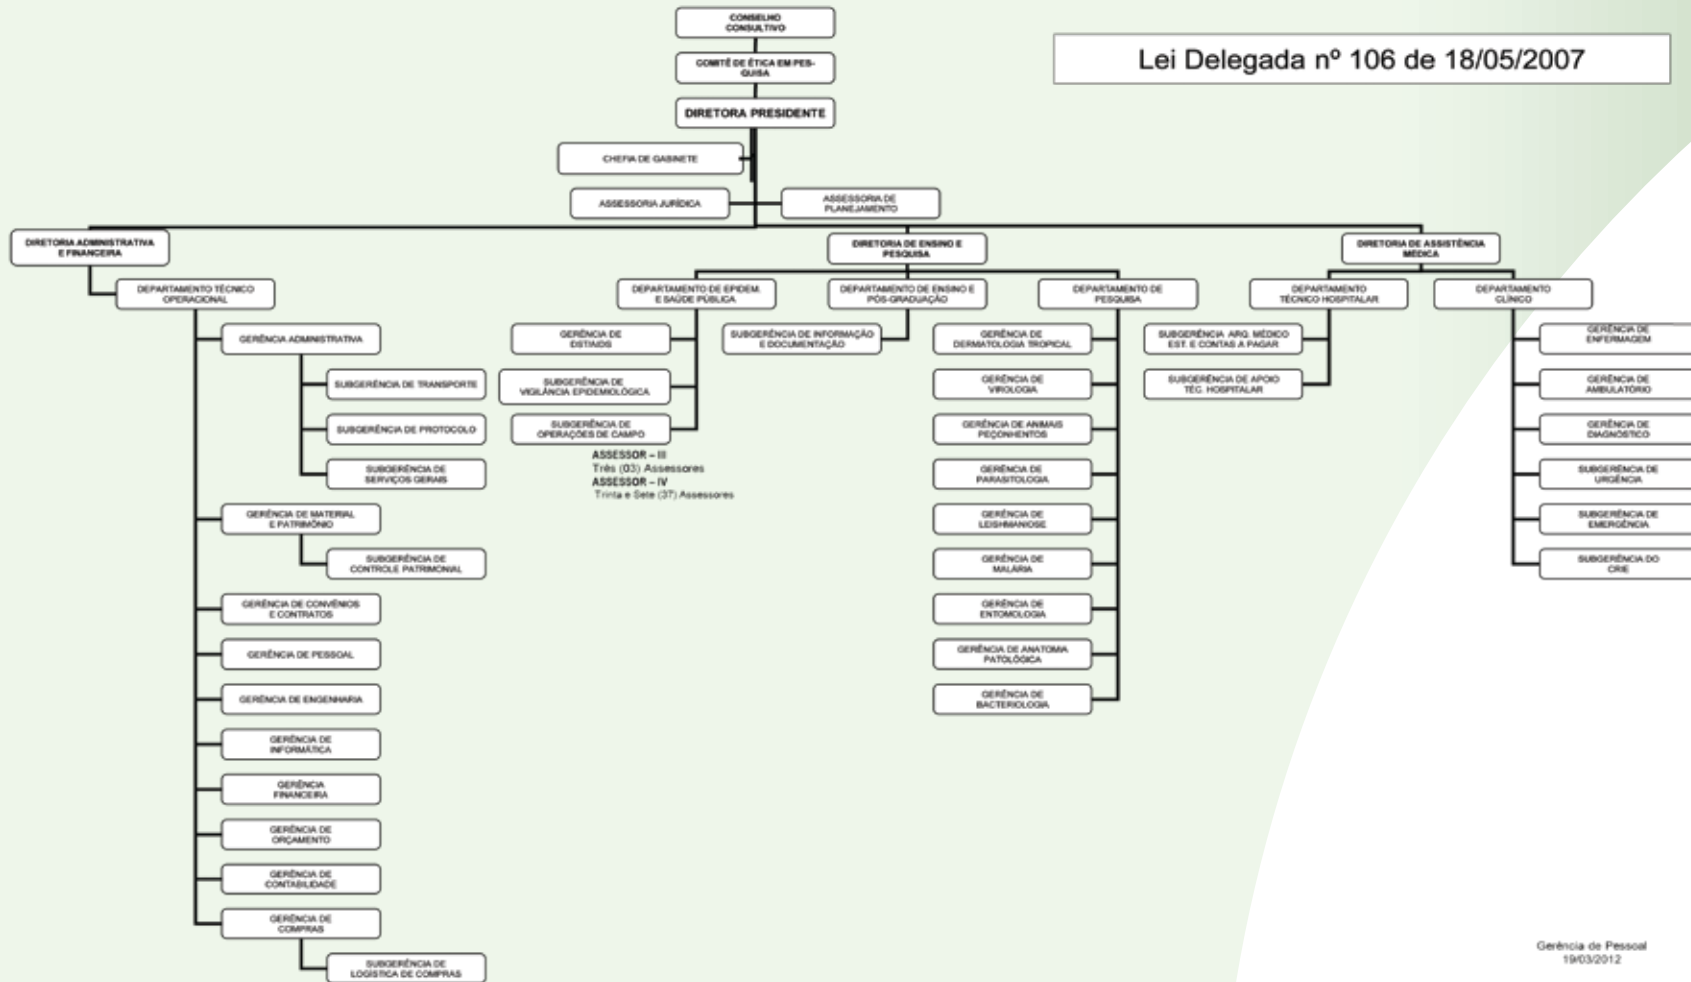 CONSELHO
CONSULTIVO
Lei Delegada nº 106 de 18/05/2007
COMITÊ DE ÉTICA EM PES-
QUISA
DIRETORA PRESIDENTE
CHEFIA DE GABINETE
ASSESSORIA JURÍDICA
ASSESSORIA DE
PLANEJAMENTO
DIRETORIA ADMINISTRATIVA
E FINANCEIRA
DIRETORIA DE ENSINO E
PESQUISA
DIRETORIA DE ASSISTÊNCIA
MÉDICA
DEPARTAMENTO TÉCNICO
OPERACIONAL
DEPARTAMENTO DE EPIDEM.
E SAÚDE PÚBLICA
DEPARTAMENTO DE ENSINO E
PÓS-GRADUAÇÃO
DEPARTAMENTO DE
PESQUISA
DEPARTAMENTO
TÉCNICO HOSPITALAR
DEPARTAMENTO
CLÍNICO
GERÊNCIA ADMINISTRATIVA
SUBGERÊNCIA DE TRANSPORTE
SUBGERÊNCIA DE PROTOCOLO
SUBGERÊNCIA DE
SERVIÇOS GERAIS
GERÊNCIA DE MATERIAL
E PATRIMÔNIO
SUBGERÊNCIA DE
CONTROLE PATRIMONIAL
GERÊNCIA DE CONVÊNIOS
E CONTRATOS
GERÊNCIA DE PESSOAL
GERÊNCIA DE ENGENHARIA
GERÊNCIA DE
INFORMÁTICA
GERÊNCIA
FINANCEIRA
GERÊNCIA DE
ORÇAMENTO
GERÊNCIA DE
CONTABILIDADE
GERÊNCIA DE
COMPRAS
SUBGERÊNCIA DE
LOGÍSTICA DE COMPRAS
GERÊNCIA DE
DST/AIDS
SUBGERÊNCIA DE
VIGILÂNCIA EPIDEMIOLÓGICA
SUBGERÊNCIA DE
OPERAÇÕES DE CAMPO
ASSESSOR – III
Três (03) Assessores
ASSESSOR – IV
Trinta e Sete (37) Assessores
SUBGERÊNCIA DE INFORMAÇÃO
E DOCUMENTAÇÃO
GERÊNCIA DE
DERMATOLOGIA TROPICAL
GERÊNCIA DE
VIROLOGIA
GERÊNCIA DE ANIMAIS
PEÇONHENTOS
GERÊNCIA DE
PARASITOLOGIA
GERÊNCIA DE
LEISHMANIOSE
GERÊNCIA DE
MALÁRIA
GERÊNCIA DE
ENTOMOLOGIA
GERÊNCIA DE ANATOMIA
PATOLÓGICA
GERÊNCIA DE
BACTERIOLOGIA
SUBGERÊNCIA ARQ. MÉDICO
EST. E CONTAS A PAGAR
SUBGERÊNCIA DE APOIO
TÉC. HOSPITALAR
GERÊNCIA DE
ENFERMAGEM
GERÊNCIA DE
AMBULATÓRIO
GERÊNCIA DE
DIAGNÓSTICO
SUBGERÊNCIA DE
URGÊNCIA
SUBGERÊNCIA DE
EMERGÊNCIA
SUBGERÊNCIA DO
CRIE
Gerência de Pessoal
19/03/2012